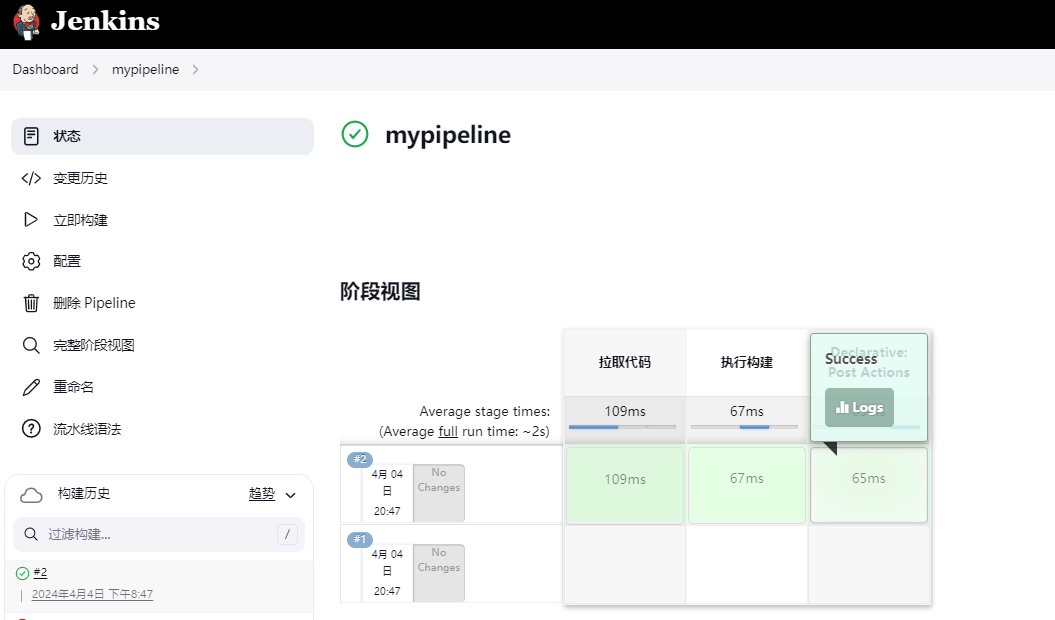 Jenkins
Dashboard
mypipeline
状态
变更历史
立即构建
配置
删除 Pipeline
完整阶段视图
重命名
流水线语法
构建历史
趋势
过滤构建...
/
#2
2024年4月4日 下午8:47
mypipeline
阶段视图
拉取代码
执行构建
Declarative:
Post Actions
Success
Logs
Average stage times:
(Average full run time: ~2s)
109ms
67ms
#2
4月 04
日
20:47
No
Changes
109ms
67ms
65ms
#1
4月 04
日
20:47
No
Changes